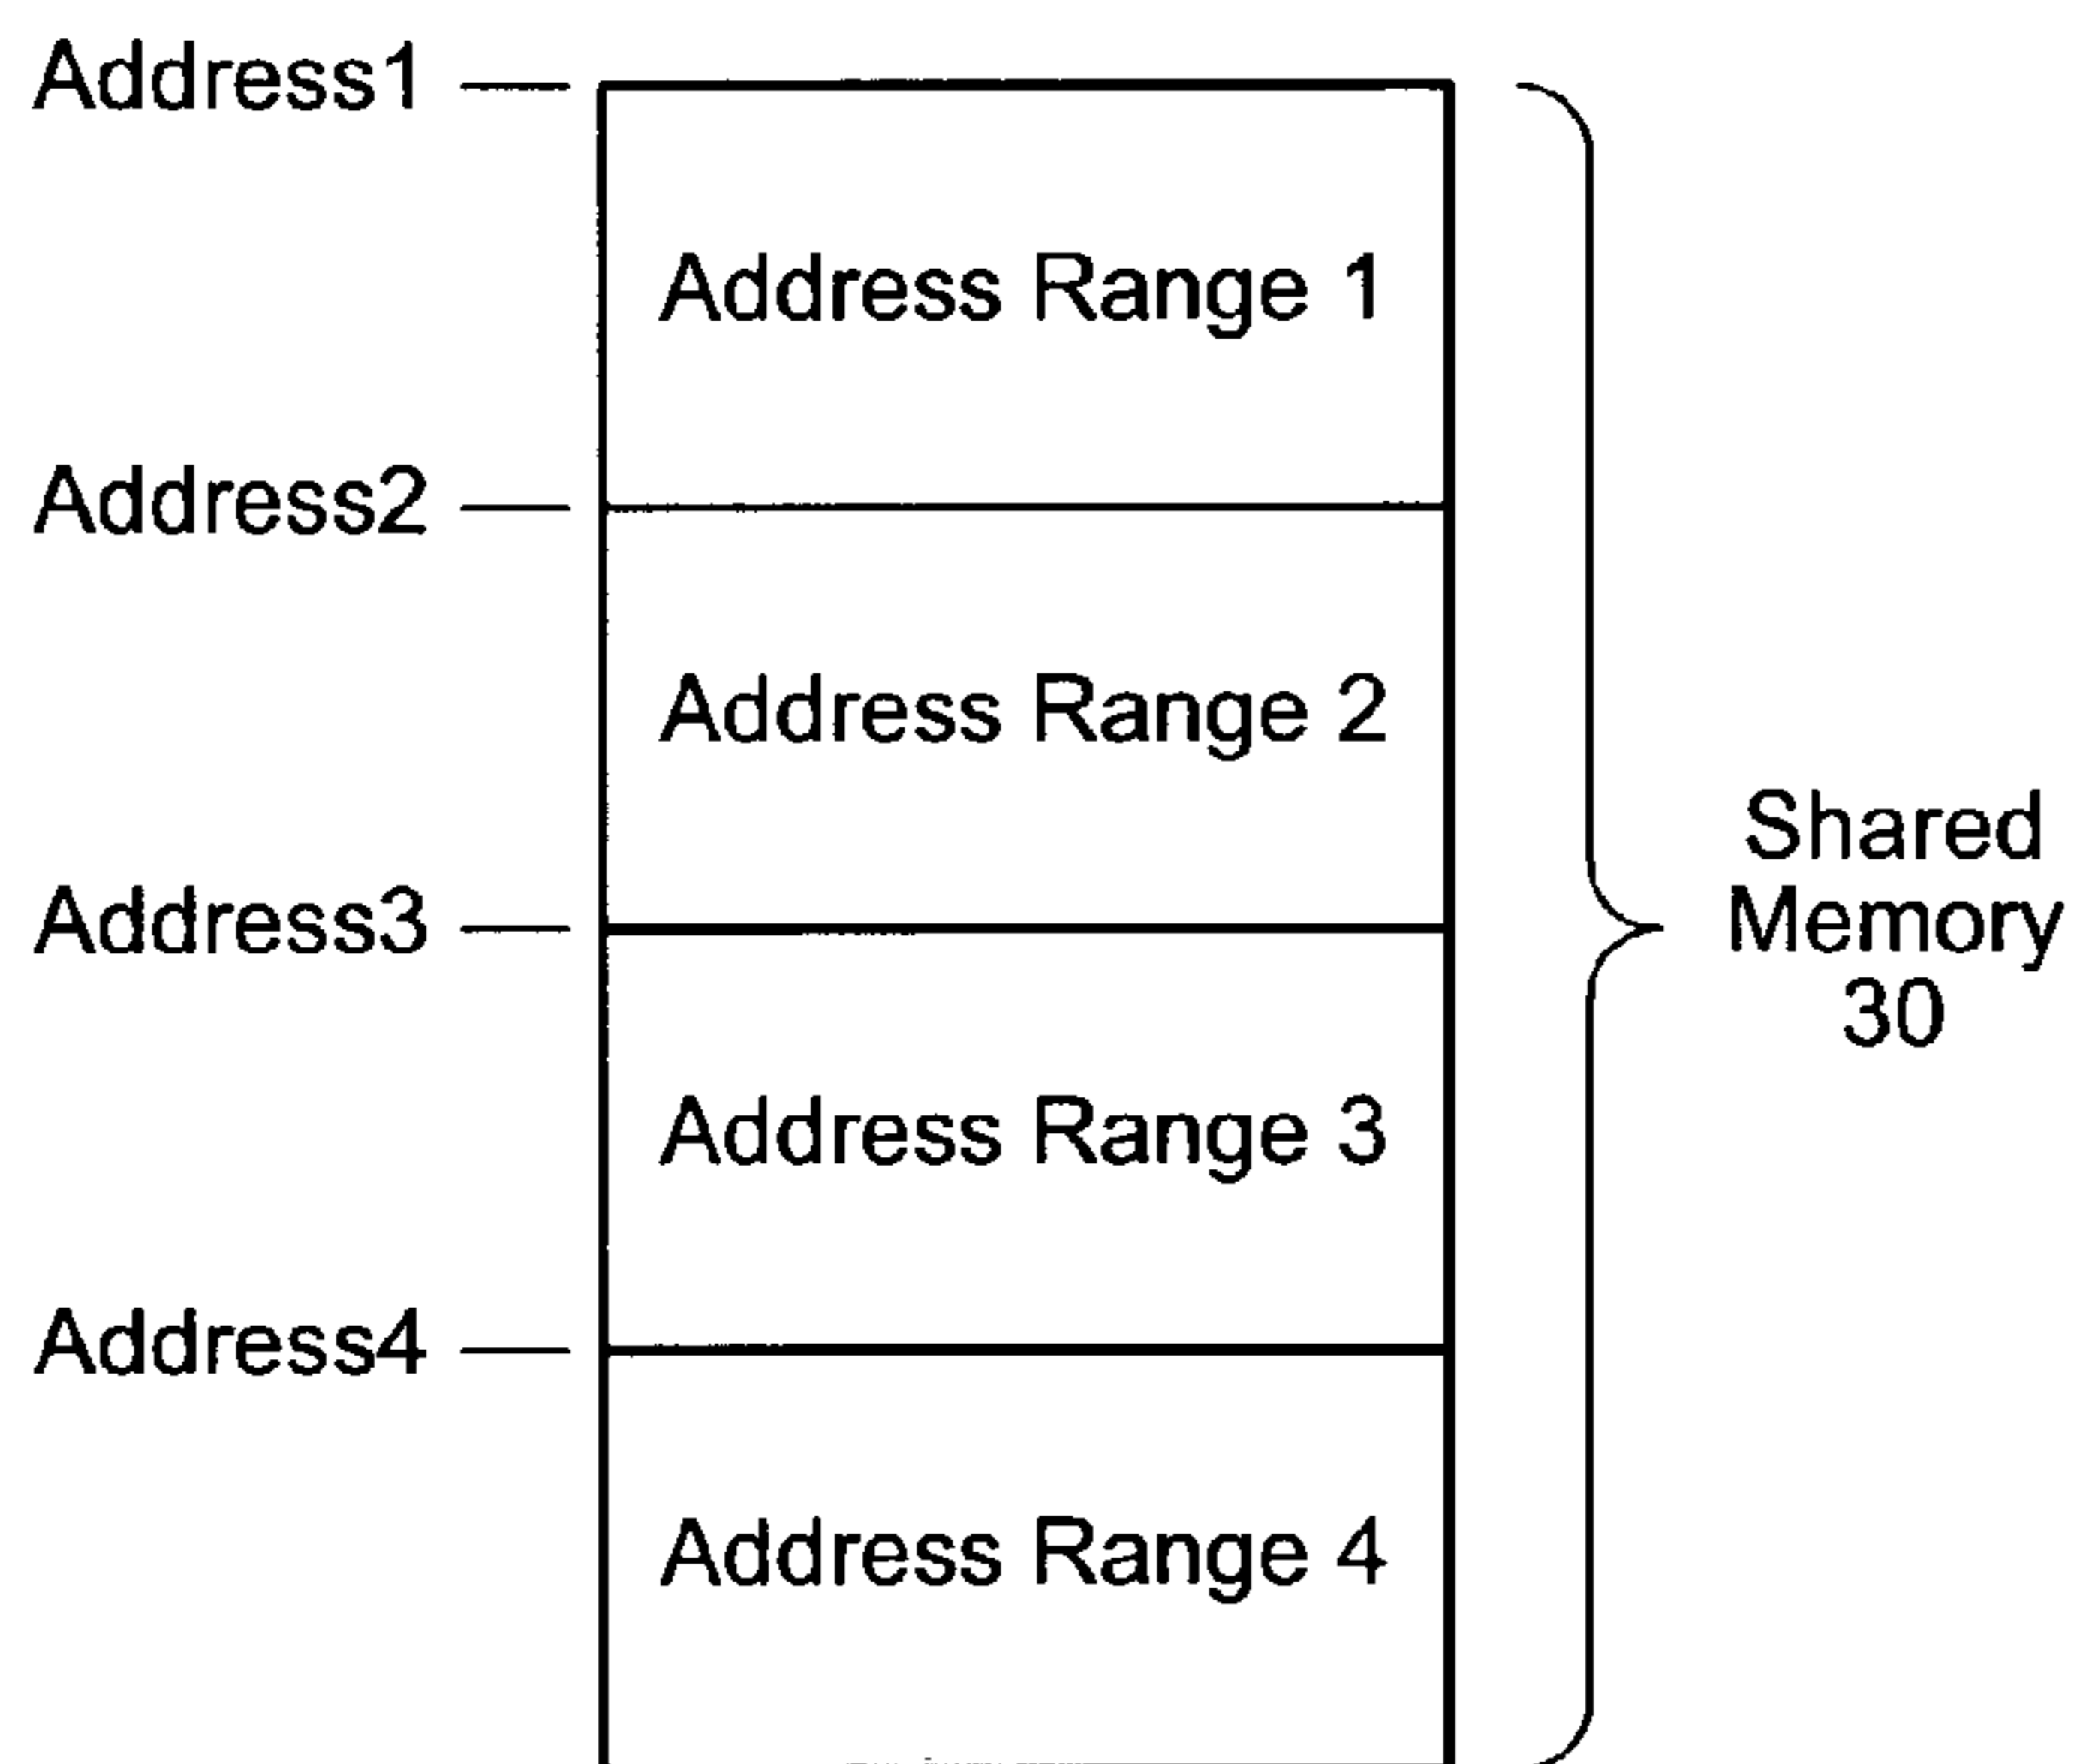 Address1
Address Range 1
Address2
Address Range 2
Address3
Address Range 3
Address4
Address Range 4
Shared
Memory
30